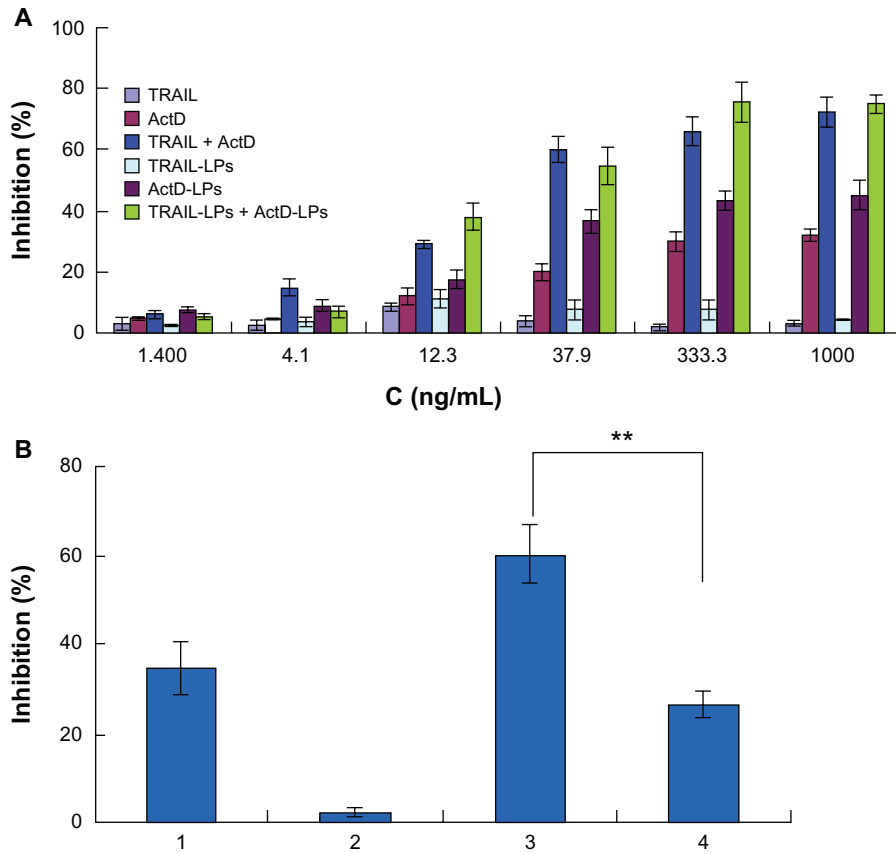 A
Inhibition (%)
100
80
60
40
20
0
TRAIL
ActD
TRAIL + ActD
TRAIL-LPs
ActD-LPs
TRAIL-LPs + ActD-LPs
1.400 4.1 12.3 37.9 333.3 1000
C (ng/mL)
B
Inhibition (%)
80
60
40
20
0
**
1 2 3 4